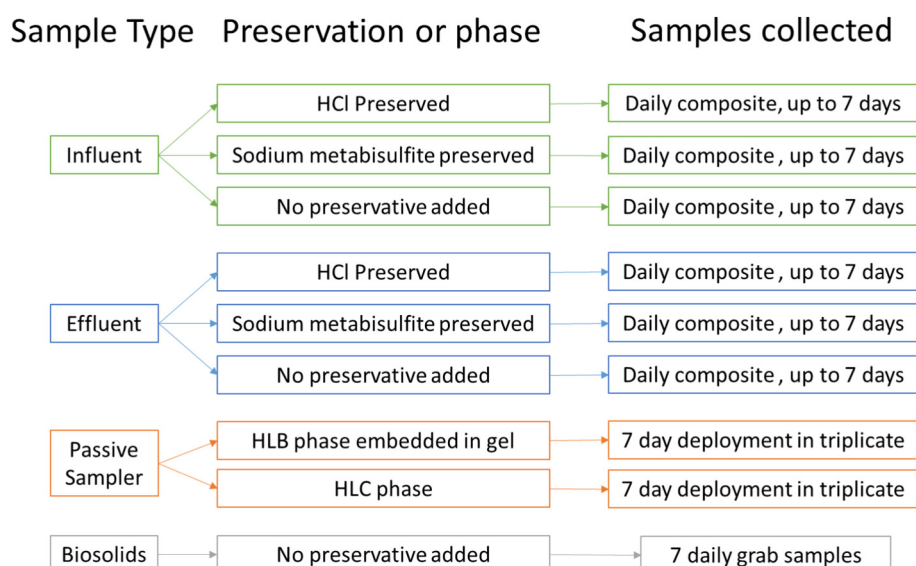 Sample Type Preservation or phase Samples collected
HCl Preserved Daily composite, up to 7 days
Influent Sodium metabisulfite preserved Daily composite , up to 7 days
No preservative added Daily composite , up to 7 days
HCl Preserved Daily composite , up to 7 days
Effluent Sodium metabisulfite preserved Daily composite , up to 7 days
No preservative added Daily composite , up to 7 days
Passive Sampler HLB phase embedded in gel 7 day deployment in triplicate
HLC phase 7 day deployment in triplicate
Biosolids No preservative added 7 daily grab samples